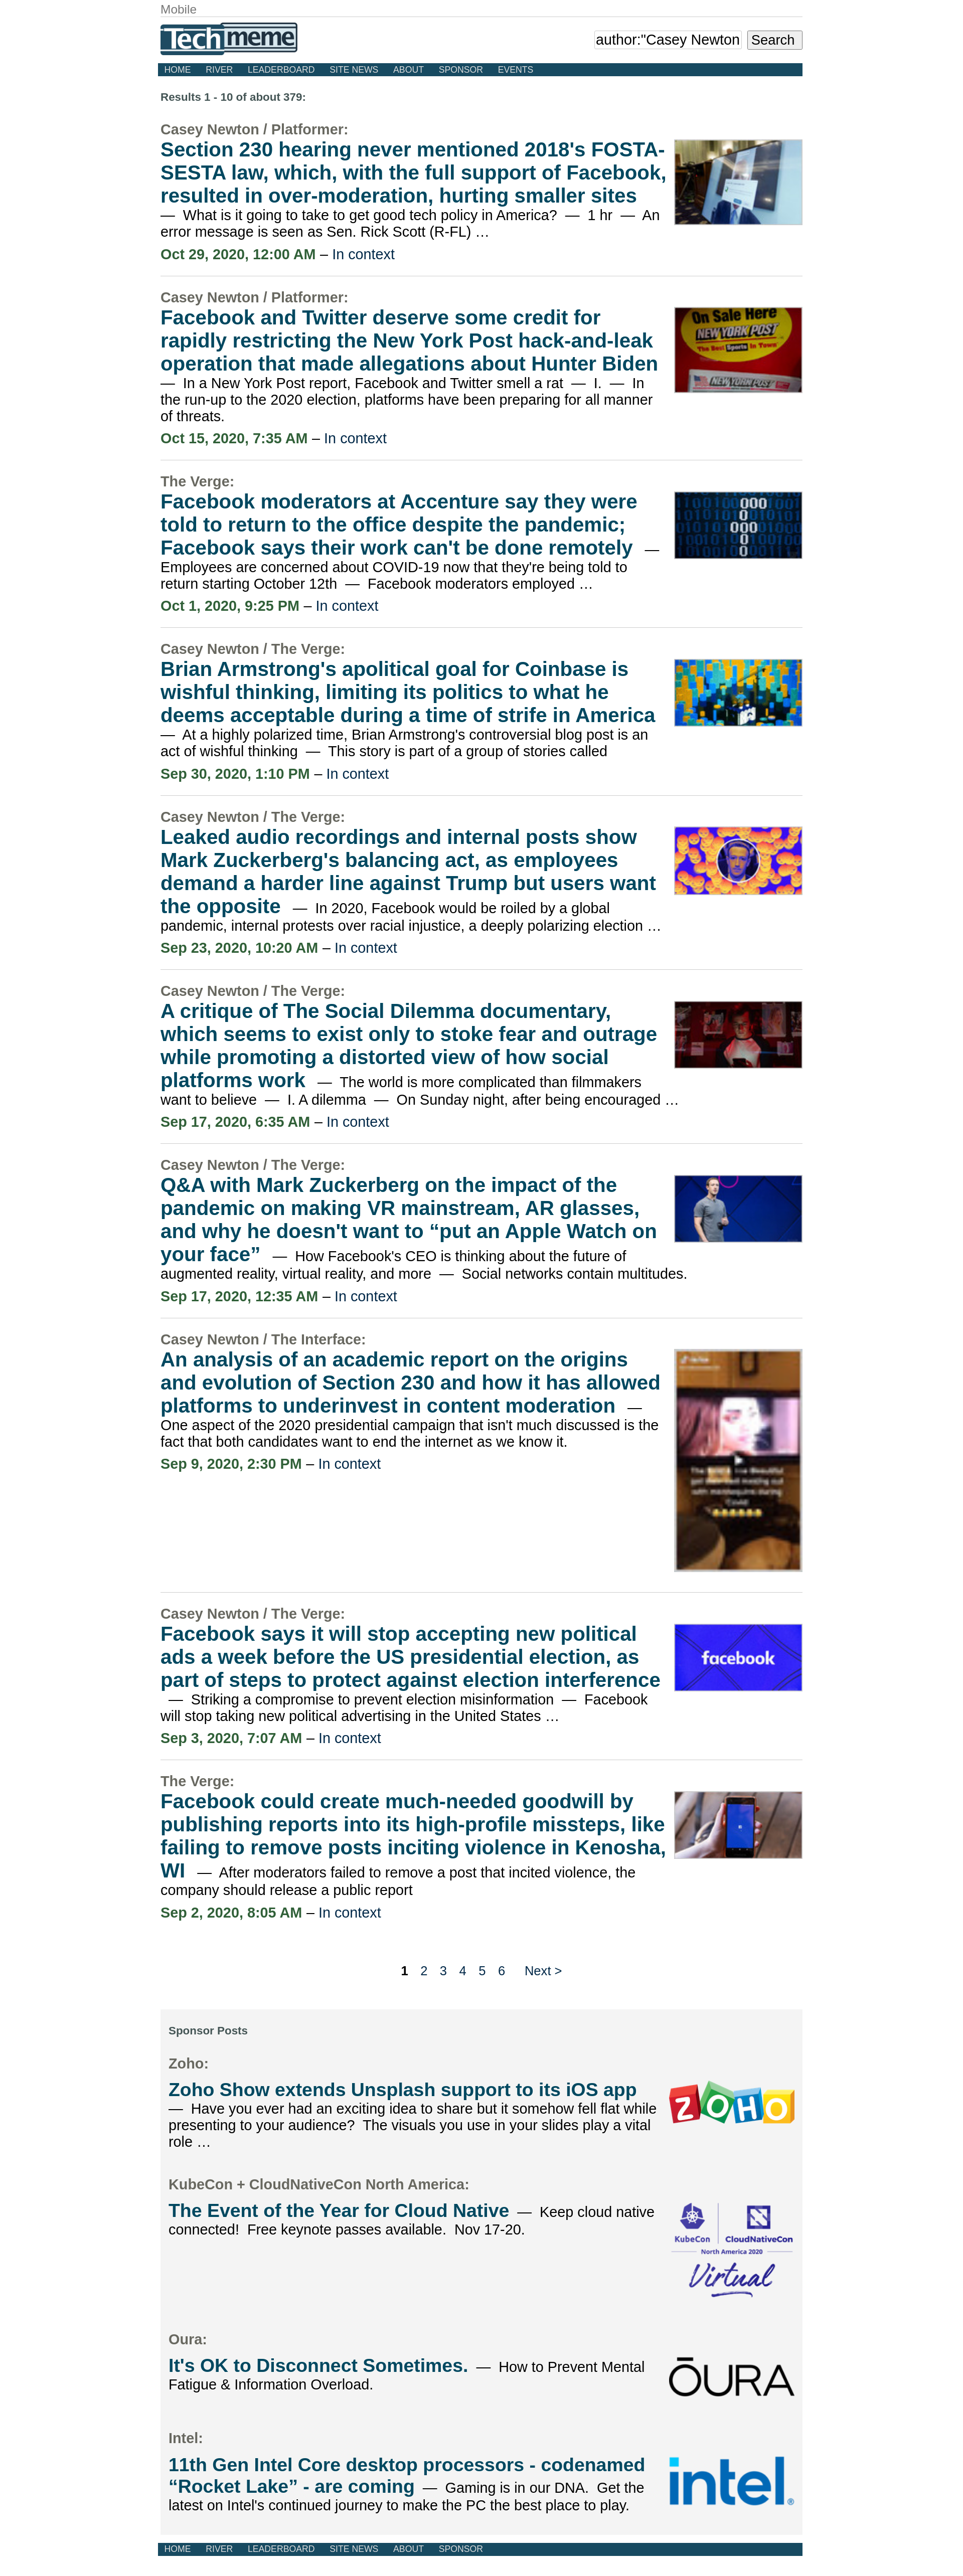 Mobile
Techmeme
author:"Casey Newton
Search
HOME RIVER LEADERBOARD SITE NEWS ABOUT SPONSOR EVENTS
Results 1 - 10 of about 379:
Casey Newton / Platformer:
Section 230 hearing never mentioned 2018's FOSTA-
SESTA law, which, with the full support of Facebook,
resulted in over-moderation, hurting smaller sites
— What is it going to take to get good tech policy in America? — 1 hr — An
error message is seen as Sen. Rick Scott (R-FL) …
Oct 29, 2020, 12:00 AM – In context
Casey Newton / Platformer:
Facebook and Twitter deserve some credit for
rapidly restricting the New York Post hack-and-leak
operation that made allegations about Hunter Biden
— In a New York Post report, Facebook and Twitter smell a rat — I. — In
the run-up to the 2020 election, platforms have been preparing for all manner
of threats.
On Sale Here
NEW YORK POST
The Best Sports In Town
NEW YORK POST
Oct 15, 2020, 7:35 AM – In context
The Verge:
Facebook moderators at Accenture say they were
told to return to the office despite the pandemic;
Facebook says their work can't be done remotely —
Employees are concerned about COVID-19 now that they're being told to
return starting October 12th — Facebook moderators employed …
Oct 1, 2020, 9:25 PM – In context
Casey Newton / The Verge:
Brian Armstrong's apolitical goal for Coinbase is
wishful thinking, limiting its politics to what he
deems acceptable during a time of strife in America
— At a highly polarized time, Brian Armstrong's controversial blog post is an
act of wishful thinking — This story is part of a group of stories called
Sep 30, 2020, 1:10 PM – In context
Casey Newton / The Verge:
Leaked audio recordings and internal posts show
Mark Zuckerberg's balancing act, as employees
demand a harder line against Trump but users want
the opposite — In 2020, Facebook would be roiled by a global
pandemic, internal protests over racial injustice, a deeply polarizing election …
Sep 23, 2020, 10:20 AM – In context
Casey Newton / The Verge:
A critique of The Social Dilemma documentary,
which seems to exist only to stoke fear and outrage
while promoting a distorted view of how social
platforms work — The world is more complicated than filmmakers
want to believe — I. A dilemma — On Sunday night, after being encouraged …
Sep 17, 2020, 6:35 AM – In context
Casey Newton / The Verge:
Q&A with Mark Zuckerberg on the impact of the
pandemic on making VR mainstream, AR glasses,
and why he doesn't want to “put an Apple Watch on
your face” — How Facebook's CEO is thinking about the future of
augmented reality, virtual reality, and more — Social networks contain multitudes.
Sep 17, 2020, 12:35 AM – In context
Casey Newton / The Interface:
An analysis of an academic report on the origins
and evolution of Section 230 and how it has allowed
platforms to underinvest in content moderation —
One aspect of the 2020 presidential campaign that isn't much discussed is the
fact that both candidates want to end the internet as we know it.
Sep 9, 2020, 2:30 PM – In context
Casey Newton / The Verge:
Facebook says it will stop accepting new political
ads a week before the US presidential election, as
part of steps to protect against election interference
— Striking a compromise to prevent election misinformation — Facebook
will stop taking new political advertising in the United States …
facebook
Sep 3, 2020, 7:07 AM – In context
The Verge:
Facebook could create much-needed goodwill by
publishing reports into its high-profile missteps, like
failing to remove posts inciting violence in Kenosha,
WI — After moderators failed to remove a post that incited violence, the
company should release a public report
Sep 2, 2020, 8:05 AM – In context
1 2 3 4 5 6 Next >
Sponsor Posts
Zoho:
Zoho Show extends Unsplash support to its iOS app
— Have you ever had an exciting idea to share but it somehow fell flat while
presenting to your audience? The visuals you use in your slides play a vital
role …
ZOHO
KubeCon + CloudNativeCon North America:
The Event of the Year for Cloud Native — Keep cloud native
connected! Free keynote passes available. Nov 17-20.
KubeCon CloudNativeCon
North America 2020
Virtual
Oura:
It's OK to Disconnect Sometimes. — How to Prevent Mental
Fatigue & Information Overload.
ŌURA
Intel:
11th Gen Intel Core desktop processors - codenamed
“Rocket Lake” - are coming — Gaming is in our DNA. Get the
latest on Intel's continued journey to make the PC the best place to play.
intel®
HOME RIVER LEADERBOARD SITE NEWS ABOUT SPONSOR